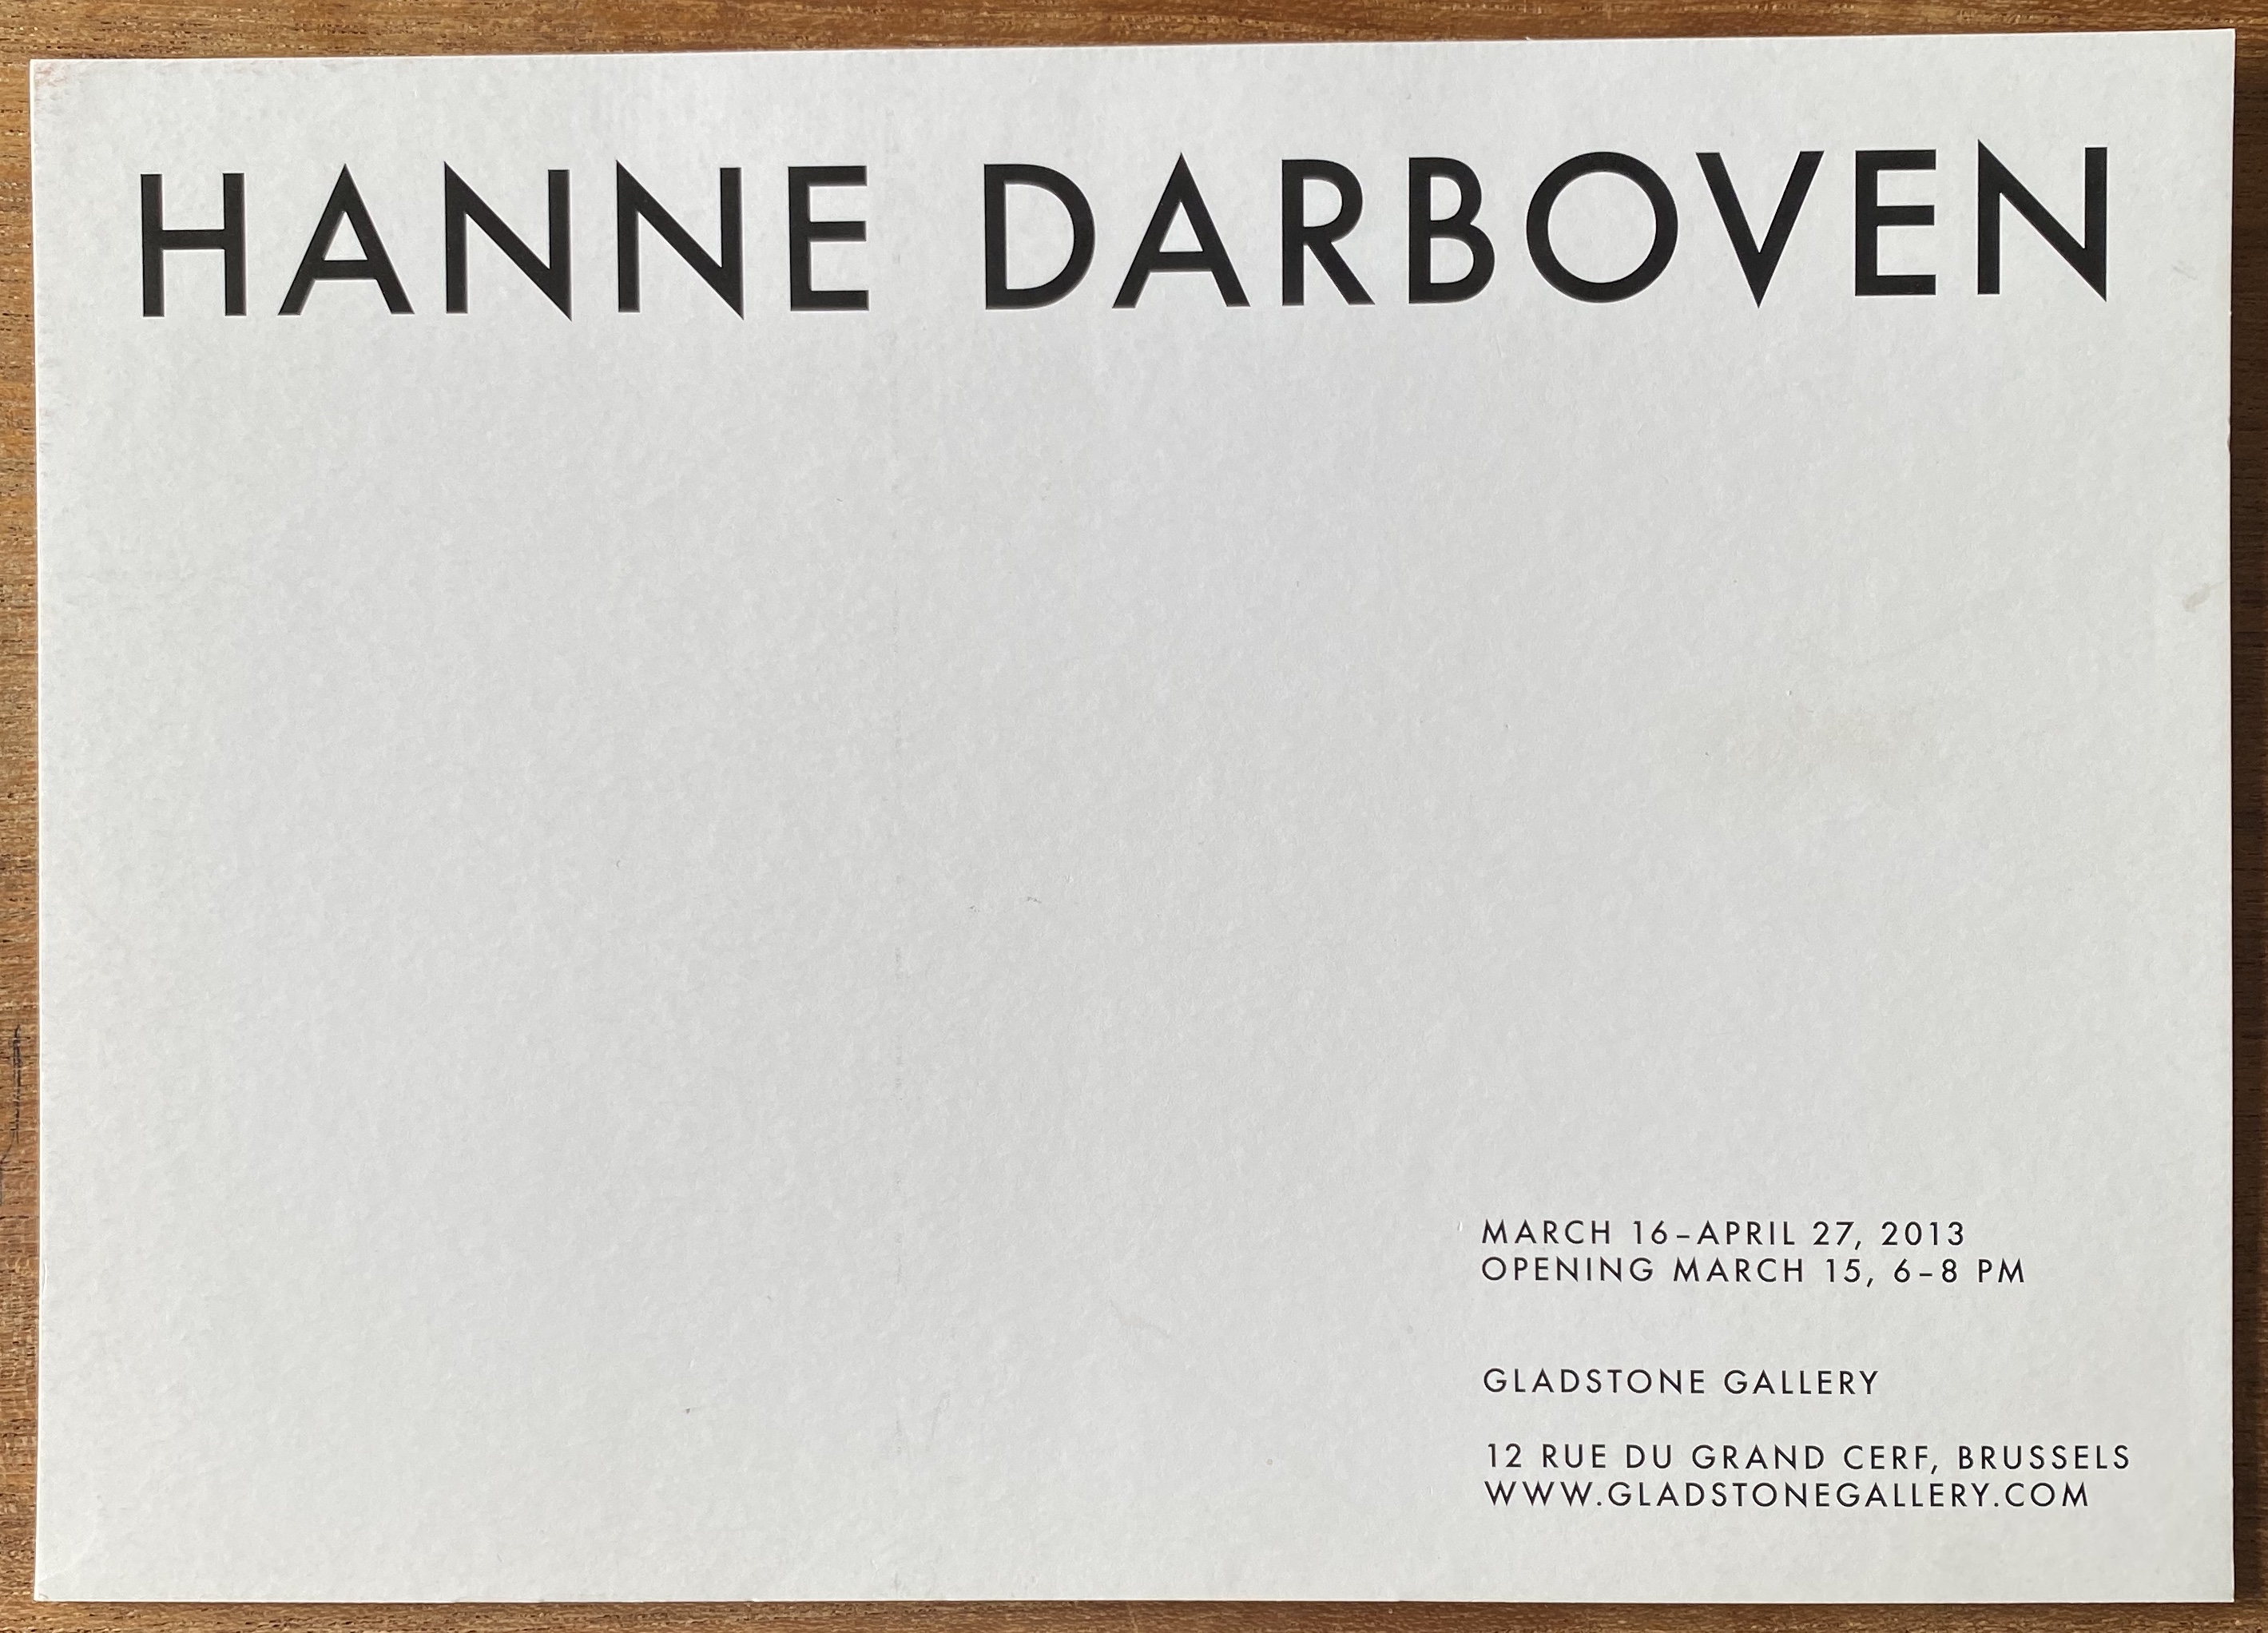 HANNE DARBOVEN
MARCH 16–APRIL 27, 2013
OPENING MARCH 15, 6–8 PM
GLADSTONE GALLERY
12 RUE DU GRAND CERF, BRUSSELS
WWW.GLADSTONEGALLERY.COM